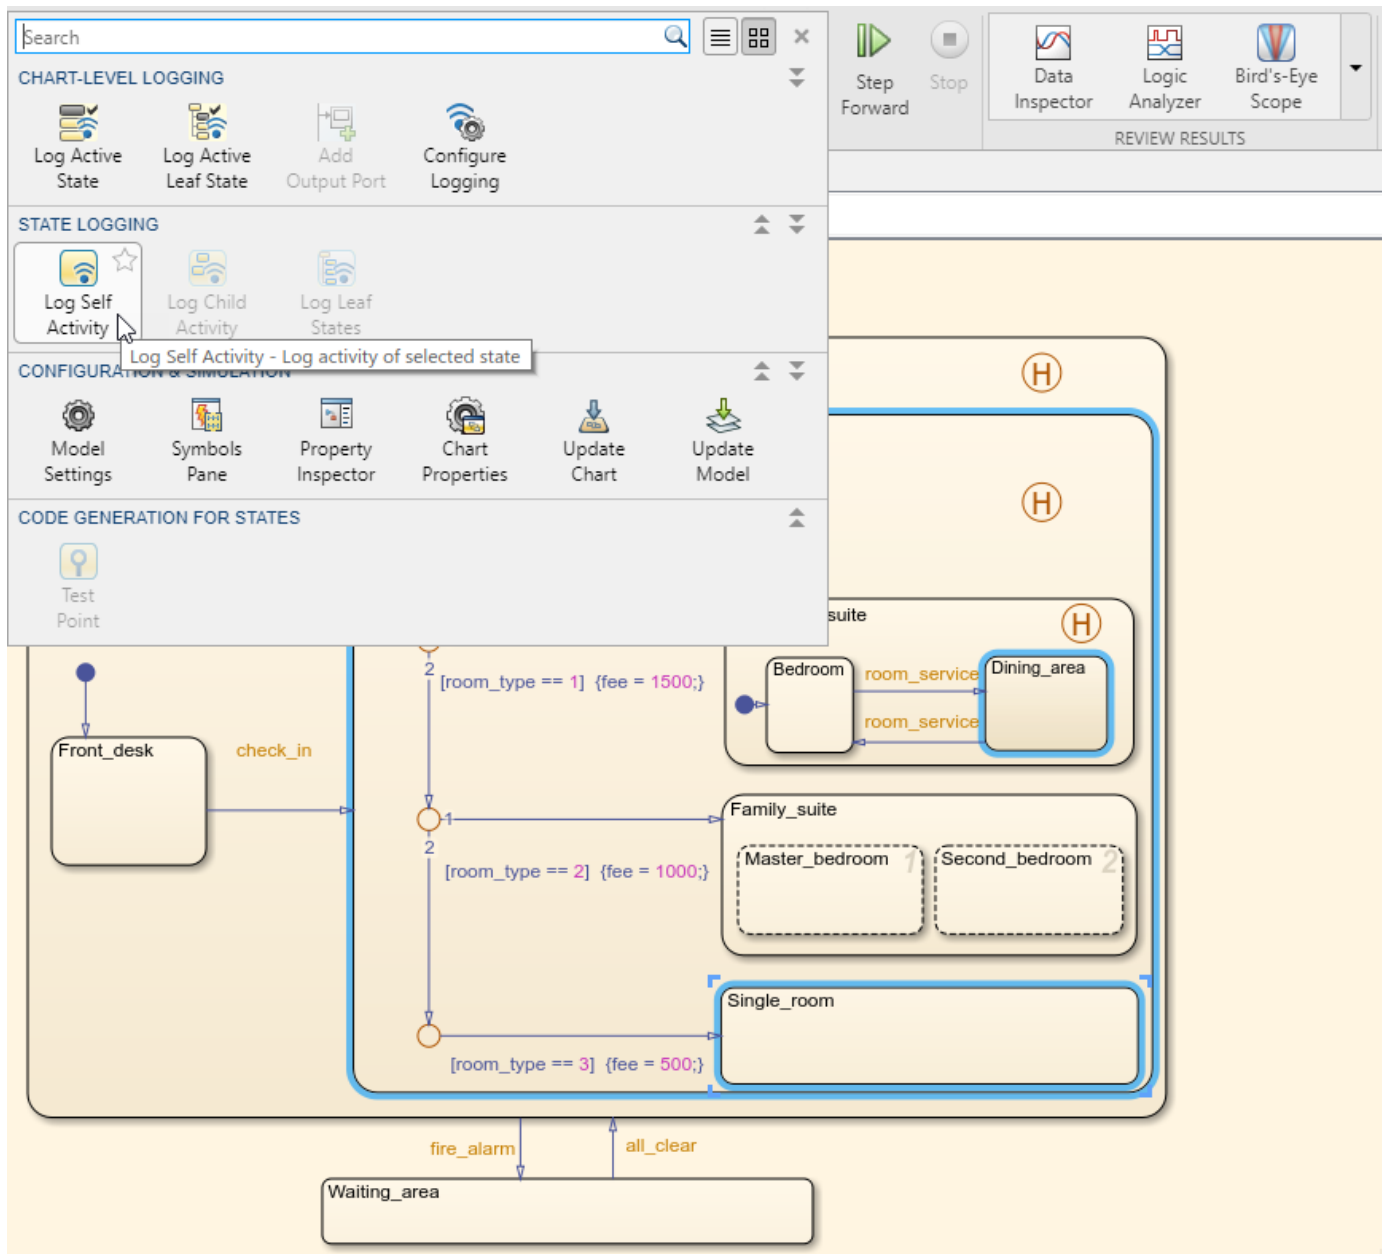 Search
CHART-LEVEL LOGGING
Log Active
State
Log Active
Leaf State
Add
Output Port
Configure
Logging
STATE LOGGING
Log Self
Activity
Log Child
Activity
Log Leaf
States
Log Self Activity - Log activity of selected state
CONFIGURATION & SIMULATION
Model
Settings
Symbols
Pane
Property
Inspector
Chart
Properties
Update
Chart
Update
Model
CODE GENERATION FOR STATES
Test
Point
Step
Forward
Stop
Data
Inspector
Logic
Analyzer
Bird's-Eye
Scope
REVIEW RESULTS
H
H
suite
H
Bedroom
room_service
Dining_area
room_service
2
[room_type == 1] {fee = 1500;}
Front_desk
check_in
1
2
[room_type == 2] {fee = 1000;}
Family_suite
Master_bedroom 1
Second_bedroom 2
Single_room
[room_type == 3] {fee = 500;}
fire_alarm
all_clear
Waiting_area